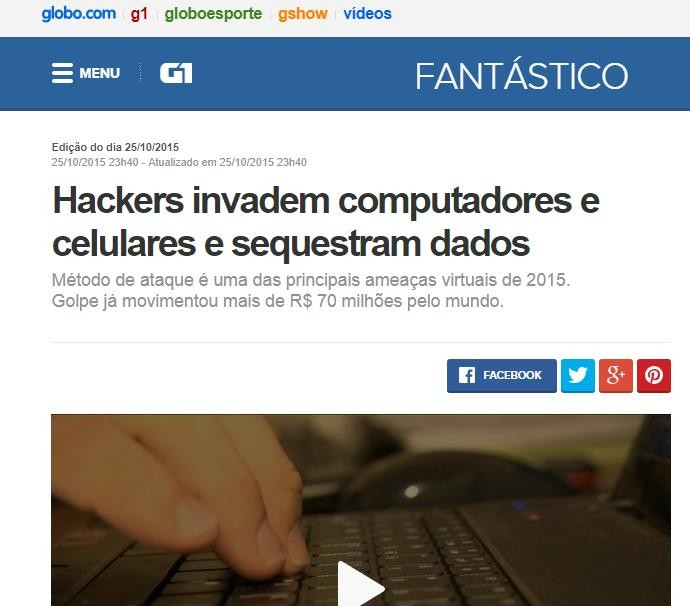 globo.com g1 globoesporte gshow vídeos
MENU G1 FANTÁSTICO
Edição do dia 25/10/2015
25/10/2015 23h40 - Atualizado em 25/10/2015 23h40
Hackers invadem computadores e
celulares e sequestram dados
Método de ataque é uma das principais ameaças virtuais de 2015.
Golpe já movimentou mais de R$ 70 milhões pelo mundo.
FACEBOOK g+